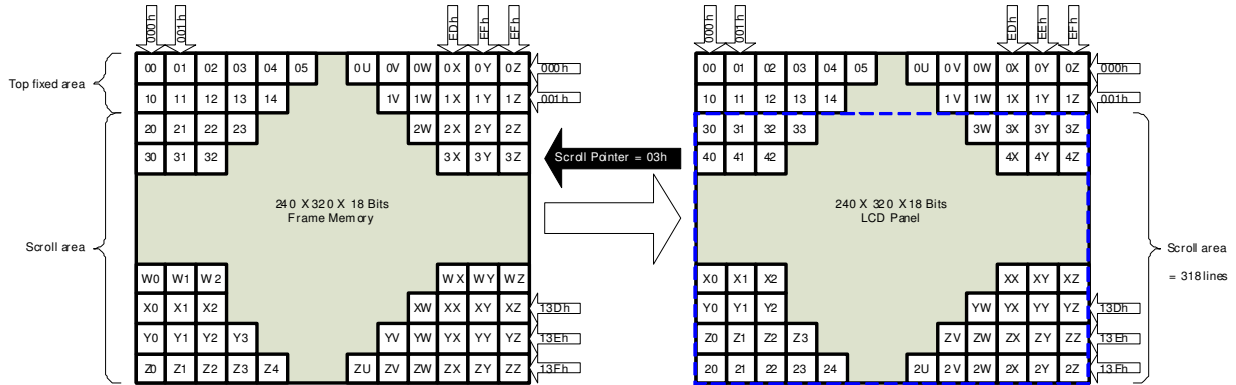 000h 001h EDh EFh EFh 000h 001h EDh EEh EFh
00 01 02 03 04 05 0U 0V 0W 0X 0Y 0Z 000h 00 01 02 03 04 05 0U 0V 0W 0X 0Y 0Z 000h
Top fixed area
10 11 12 13 14 1V 1W 1X 1Y 1Z 001h 10 11 12 13 14 1V 1W 1X 1Y 1Z 001h
20 21 22 23 2W 2X 2Y 2Z 30 31 32 33 3W 3X 3Y 3Z
30 31 32 3X 3Y 3Z Scroll Pointer = 03h 40 41 42 4X 4Y 4Z
240 X 320 X 18 Bits 240 X 320 X 18 Bits
Frame Memory LCD Panel
Scroll area Scroll area
= 318 lines
W0 W1 W2 WX WY WZ X0 X1 X2 XX XY XZ
X0 X1 X2 XW XX XY XZ 13Dh Y0 Y1 Y2 YW YX YY YZ 13Dh
Y0 Y1 Y2 Y3 YV YW YX YY YZ 13Eh Z0 Z1 Z2 Z3 ZV ZW ZX ZY ZZ 13Eh
Z0 Z1 Z2 Z3 Z4 ZU ZV ZW ZX ZY ZZ 13Fh 20 21 22 23 24 2U 2V 2W 2X 2Y 2Z 13Fh